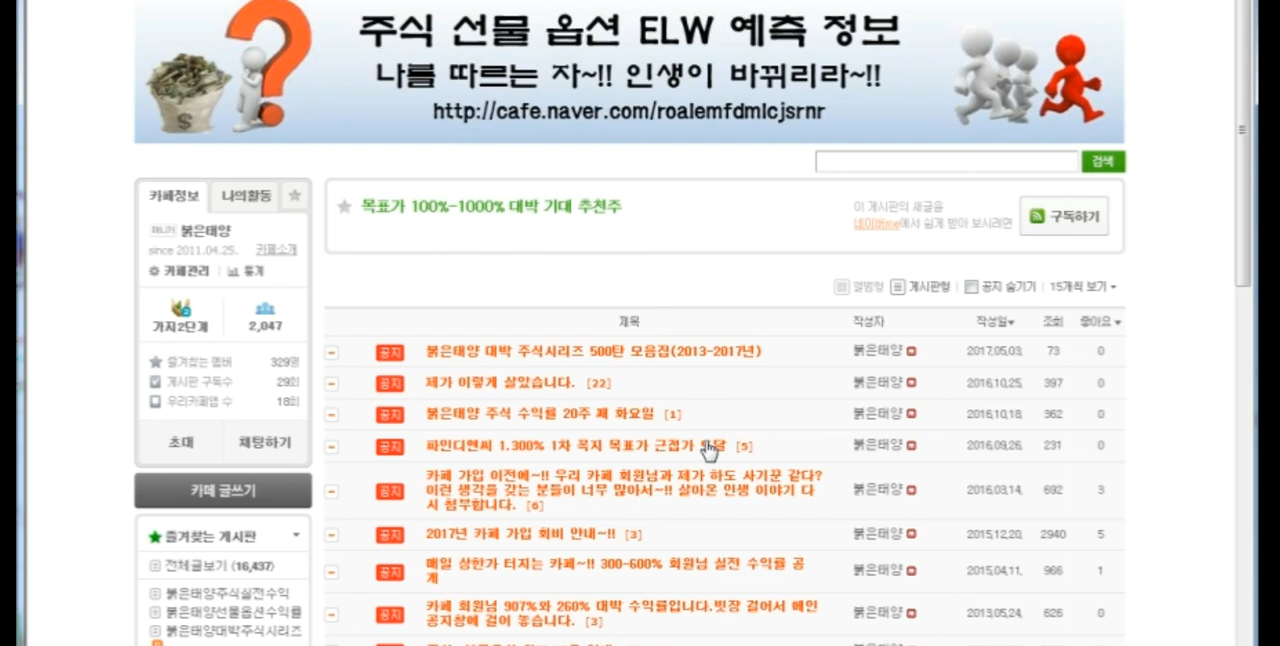 주식 선물 옵션 ELW 예측 정보
나를 따르는 자~!! 인생이 바뀌리라~!!
http://cafe.naver.com/roalemfdmlcjsrnr
검색
카페정보 나의활동
매니저 붉은태양
since 2011.04.25. 카페소개
카페관리 통계
가지2단계 2,047
즐겨찾는 멤버 329명
게시판 구독수 29회
우리카페앱 수 18회
초대 채팅하기
카페 글쓰기
즐겨찾는 게시판
전체글보기 (16,437)
붉은태양주식실전수익
붉은태양선물옵션수익률
붉은태양대박주식시리즈
목표가 100%-1000% 대박 기대 추천주
이 게시판의 새글을
네이버me에서 쉽게 받아 보시려면
구독하기
앨범형 게시판형 공지 숨기기 15개씩 보기
제목 작성자 작성일 조회 좋아요
공지 붉은태양 대박 주식시리즈 500탄 모음집(2013-2017년) 붉은태양 2017.05.03. 73 0
공지 제가 이렇게 살았습니다. [22] 붉은태양 2016.10.25. 397 0
공지 붉은태양 주식 수익률 20주 째 화요일 [1] 붉은태양 2016.10.18. 362 0
공지 파인디앤씨 1.300% 1차 쪽지 목표가 근접가 [5] 붉은태양 2016.09.26. 231 0
공지 카페 가입 이전에~!! 우리 카페 회원님과 제가 하도 사기꾼 같다?
이런 생각을 갖는 분들이 너무 많아서~!! 살아온 인생 이야기 다
시 첨부합니다. [6] 붉은태양 2016.03.14. 692 3
공지 2017년 카페 가입 회비 안내~!! [3] 붉은태양 2015.12.20. 2940 5
공지 매일 상한가 터지는 카페~!! 300-600% 회원님 실전 수익률 공
개 붉은태양 2015.04.11. 966 1
공지 카페 회원님 907%와 260% 대박 수익률입니다.빗장 걸어서 메인
공지창에 걸어 놓습니다. [3] 붉은태양 2013.05.24. 626 0